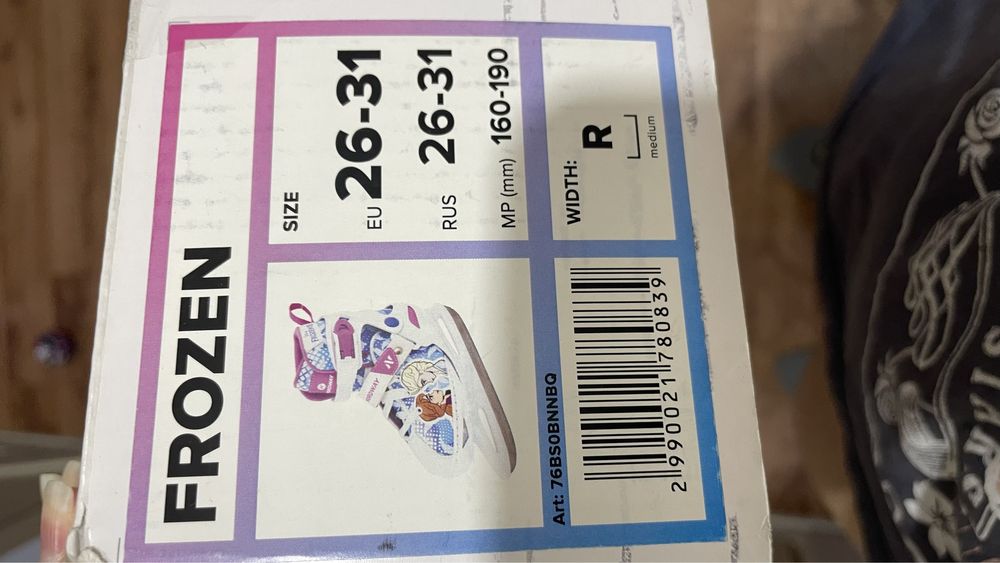 FROZEN
SIZE
EU 26-31
RUS 26-31
MP (mm) 160-190
WIDTH:
R
medium
NORDWAY
Art: 76BS0BNNBQ
2 990021 780839